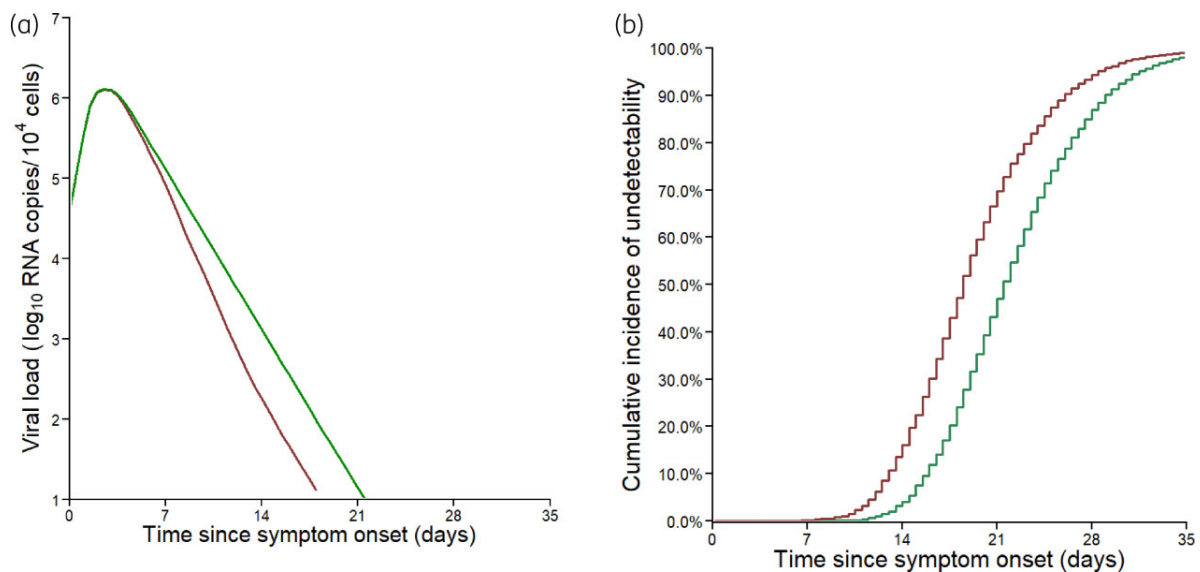 (a)
Viral load (log₁₀ RNA copies/10⁴ cells)
7
6
5
4
3
2
1
0 7 14 21 28 35
Time since symptom onset (days)
(b)
Cumulative incidence of undetectability
100.0%
90.0%
80.0%
70.0%
60.0%
50.0%
40.0%
30.0%
20.0%
10.0%
0.0%
0 7 14 21 28 35
Time since symptom onset (days)